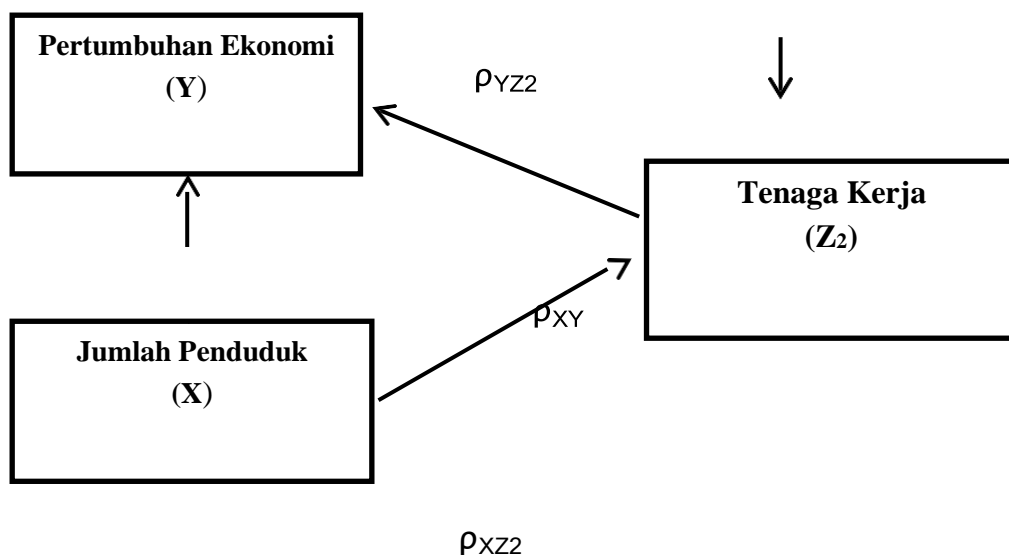 Pertumbuhan Ekonomi
(Y)
ρYZ2
Tenaga Kerja
(Z₂)
ρXY
Jumlah Penduduk
(X)
ρXZ2